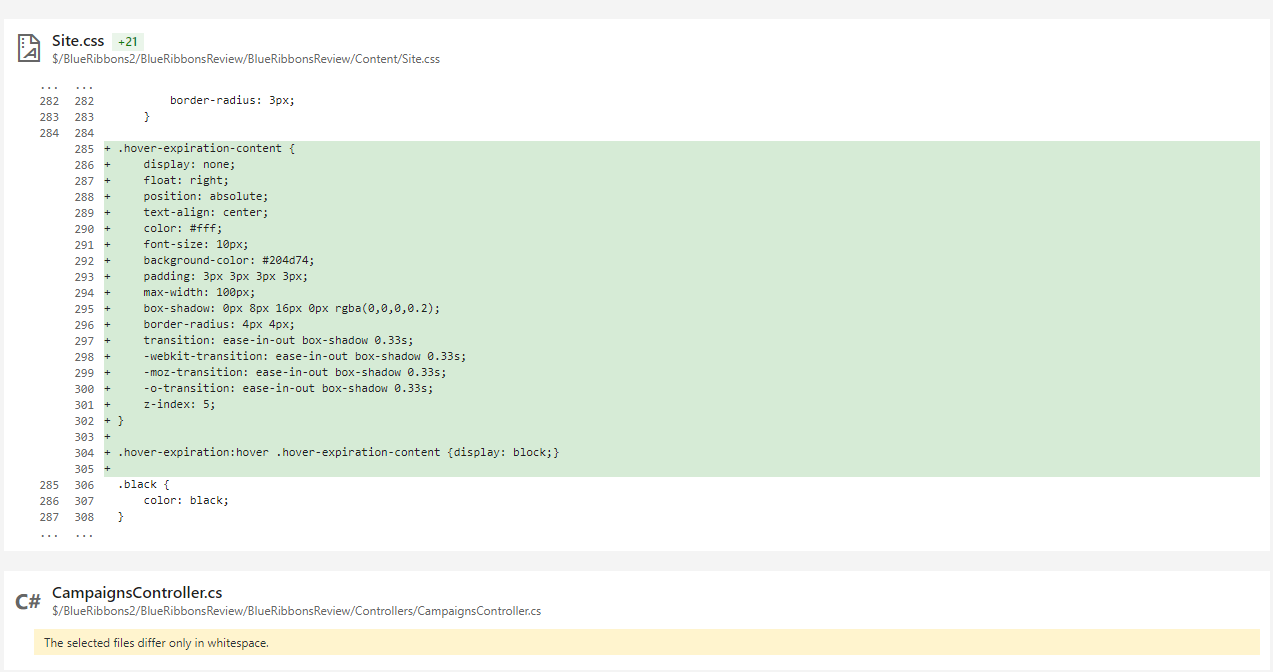 Site.css +21
$/BlueRibbons2/BlueRibbonsReview/BlueRibbonsReview/Content/Site.css
... ...
282 282 border-radius: 3px;
283 283 }
284 284
285 + .hover-expiration-content {
286 + display: none;
287 + float: right;
288 + position: absolute;
289 + text-align: center;
290 + color: #fff;
291 + font-size: 10px;
292 + background-color: #204d74;
293 + padding: 3px 3px 3px 3px;
294 + max-width: 100px;
295 + box-shadow: 0px 8px 16px 0px rgba(0,0,0,0.2);
296 + border-radius: 4px 4px;
297 + transition: ease-in-out box-shadow 0.33s;
298 + -webkit-transition: ease-in-out box-shadow 0.33s;
299 + -moz-transition: ease-in-out box-shadow 0.33s;
300 + -o-transition: ease-in-out box-shadow 0.33s;
301 + z-index: 5;
302 + }
303 +
304 + .hover-expiration:hover .hover-expiration-content {display: block;}
305 +
285 306 .black {
286 307 color: black;
287 308 }
... ...
C# CampaignsController.cs
$/BlueRibbons2/BlueRibbonsReview/BlueRibbonsReview/Controllers/CampaignsController.cs
The selected files differ only in whitespace.